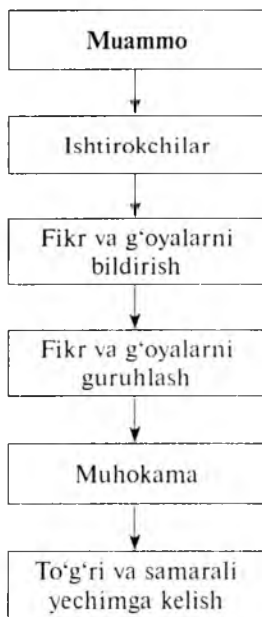 Muammo
Ishtirokchilar
Fikr va g‘oyalarni
bildirish
Fikr va g‘oyalarni
guruhlash
Muhokama
To‘g‘ri va samarali
yechimga kelish